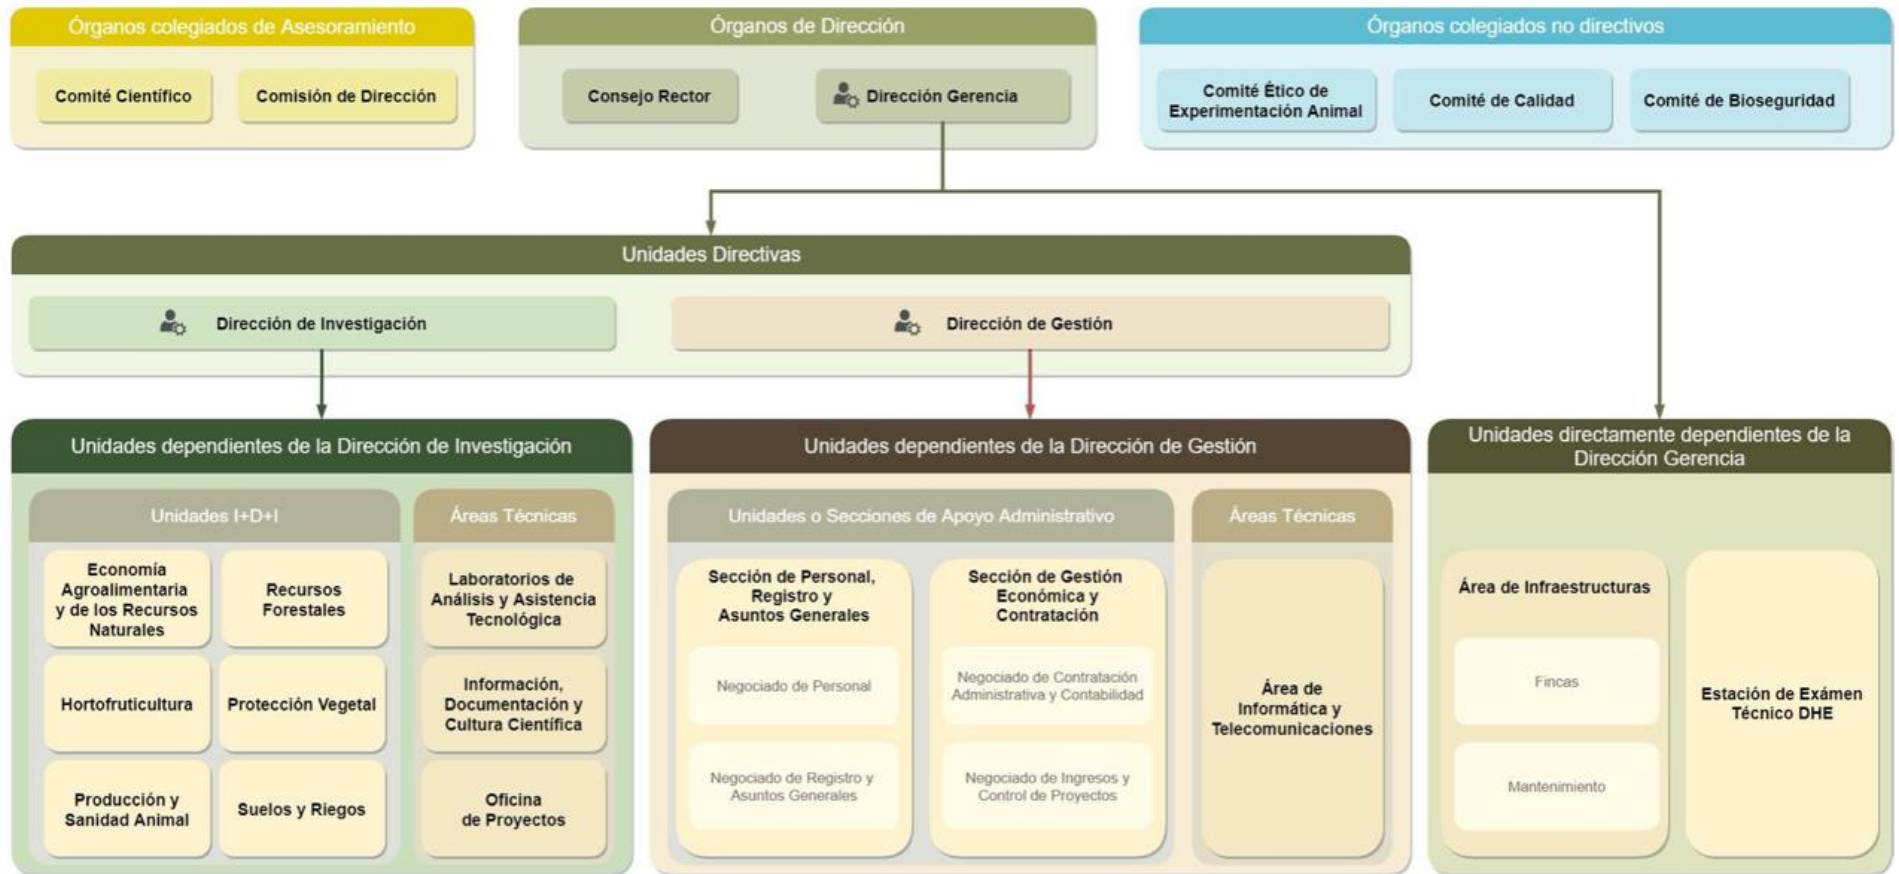 Órganos colegiados de Asesoramiento
Comité Científico
Comisión de Dirección
Órganos de Dirección
Consejo Rector
Dirección Gerencia
Órganos colegiados no directivos
Comité Ético de
Experimentación Animal
Comité de Calidad
Comité de Bioseguridad
Unidades Directivas
Dirección de Investigación
Dirección de Gestión
Unidades dependientes de la Dirección de Investigación
Unidades I+D+I
Economía
Agroalimentaria
y de los Recursos
Naturales
Recursos
Forestales
Hortofruticultura
Protección Vegetal
Producción y
Sanidad Animal
Suelos y Riegos
Áreas Técnicas
Laboratorios de
Análisis y Asistencia
Tecnológica
Información,
Documentación y
Cultura Científica
Oficina
de Proyectos
Unidades dependientes de la Dirección de Gestión
Unidades o Secciones de Apoyo Administrativo
Sección de Personal,
Registro y
Asuntos Generales
Negociado de Personal
Negociado de Registro y
Asuntos Generales
Sección de Gestión
Económica y
Contratación
Negociado de Contratación
Administrativa y Contabilidad
Negociado de Ingresos y
Control de Proyectos
Áreas Técnicas
Área de
Informática y
Telecomunicaciones
Unidades directamente dependientes de la
Dirección Gerencia
Área de Infraestructuras
Fincas
Mantenimiento
Estación de Exámen
Técnico DHE